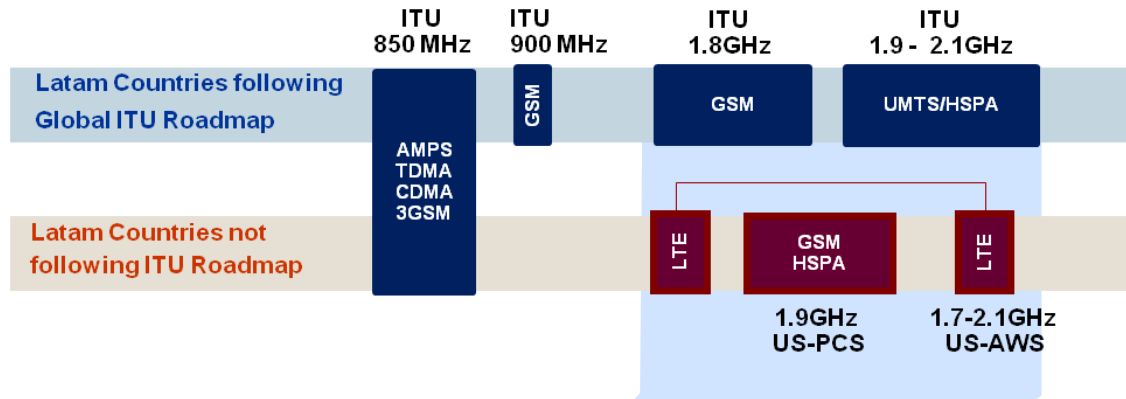 ITU
850 MHz
ITU
900 MHz
ITU
1.8GHz
ITU
1.9 - 2.1GHz
Latam Countries following
Global ITU Roadmap
AMPS
TDMA
CDMA
3GSM
GSM
GSM
UMTS/HSPA
Latam Countries not
following ITU Roadmap
LTE
GSM
HSPA
LTE
1.9GHz
US-PCS
1.7-2.1GHz
US-AWS